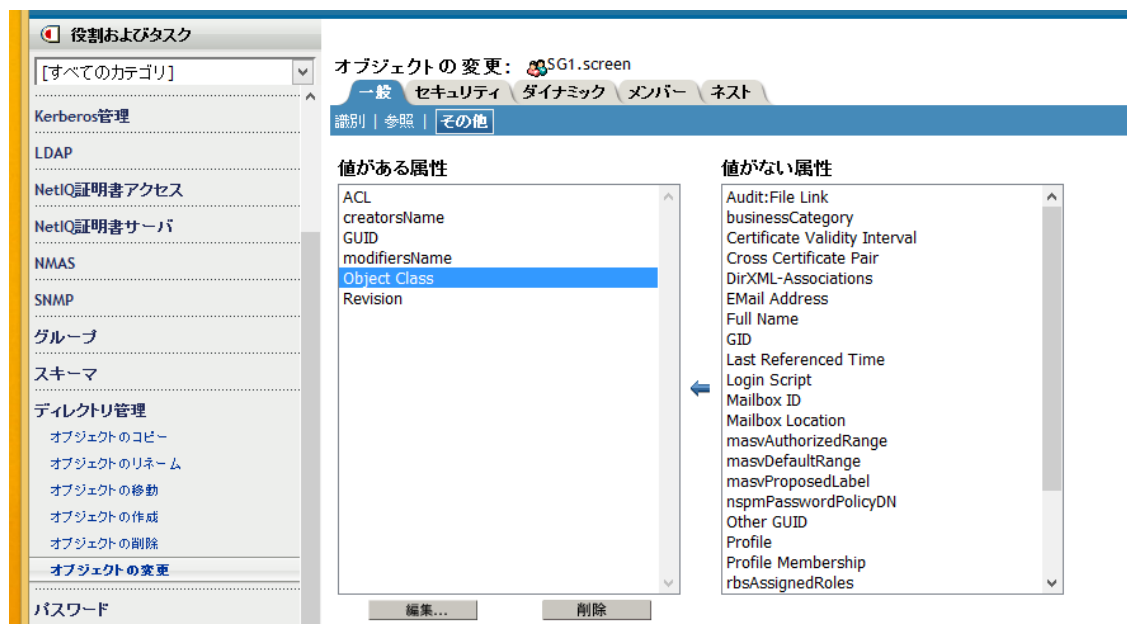 役割およびタスク
[すべてのカテゴリ]
Kerberos管理
LDAP
NetIQ証明書アクセス
NetIQ証明書サーバ
NMAS
SNMP
グループ
スキーマ
ディレクトリ管理
オブジェクトのコピー
オブジェクトのリネーム
オブジェクトの移動
オブジェクトの作成
オブジェクトの削除
オブジェクトの変更
パスワード
オブジェクトの変更: SG1.screen
一般 セキュリティ ダイナミック メンバー ネスト
識別 | 参照 | その他
値がある属性
ACL
creatorsName
GUID
modifiersName
Object Class
Revision
編集...
削除
値がない属性
Audit:File Link
businessCategory
Certificate Validity Interval
Cross Certificate Pair
DirXML-Associations
EMail Address
Full Name
GID
Last Referenced Time
Login Script
Mailbox ID
Mailbox Location
masvAuthorizedRange
masvDefaultRange
masvProposedLabel
nspmPasswordPolicyDN
Other GUID
Profile
Profile Membership
rbsAssignedRoles